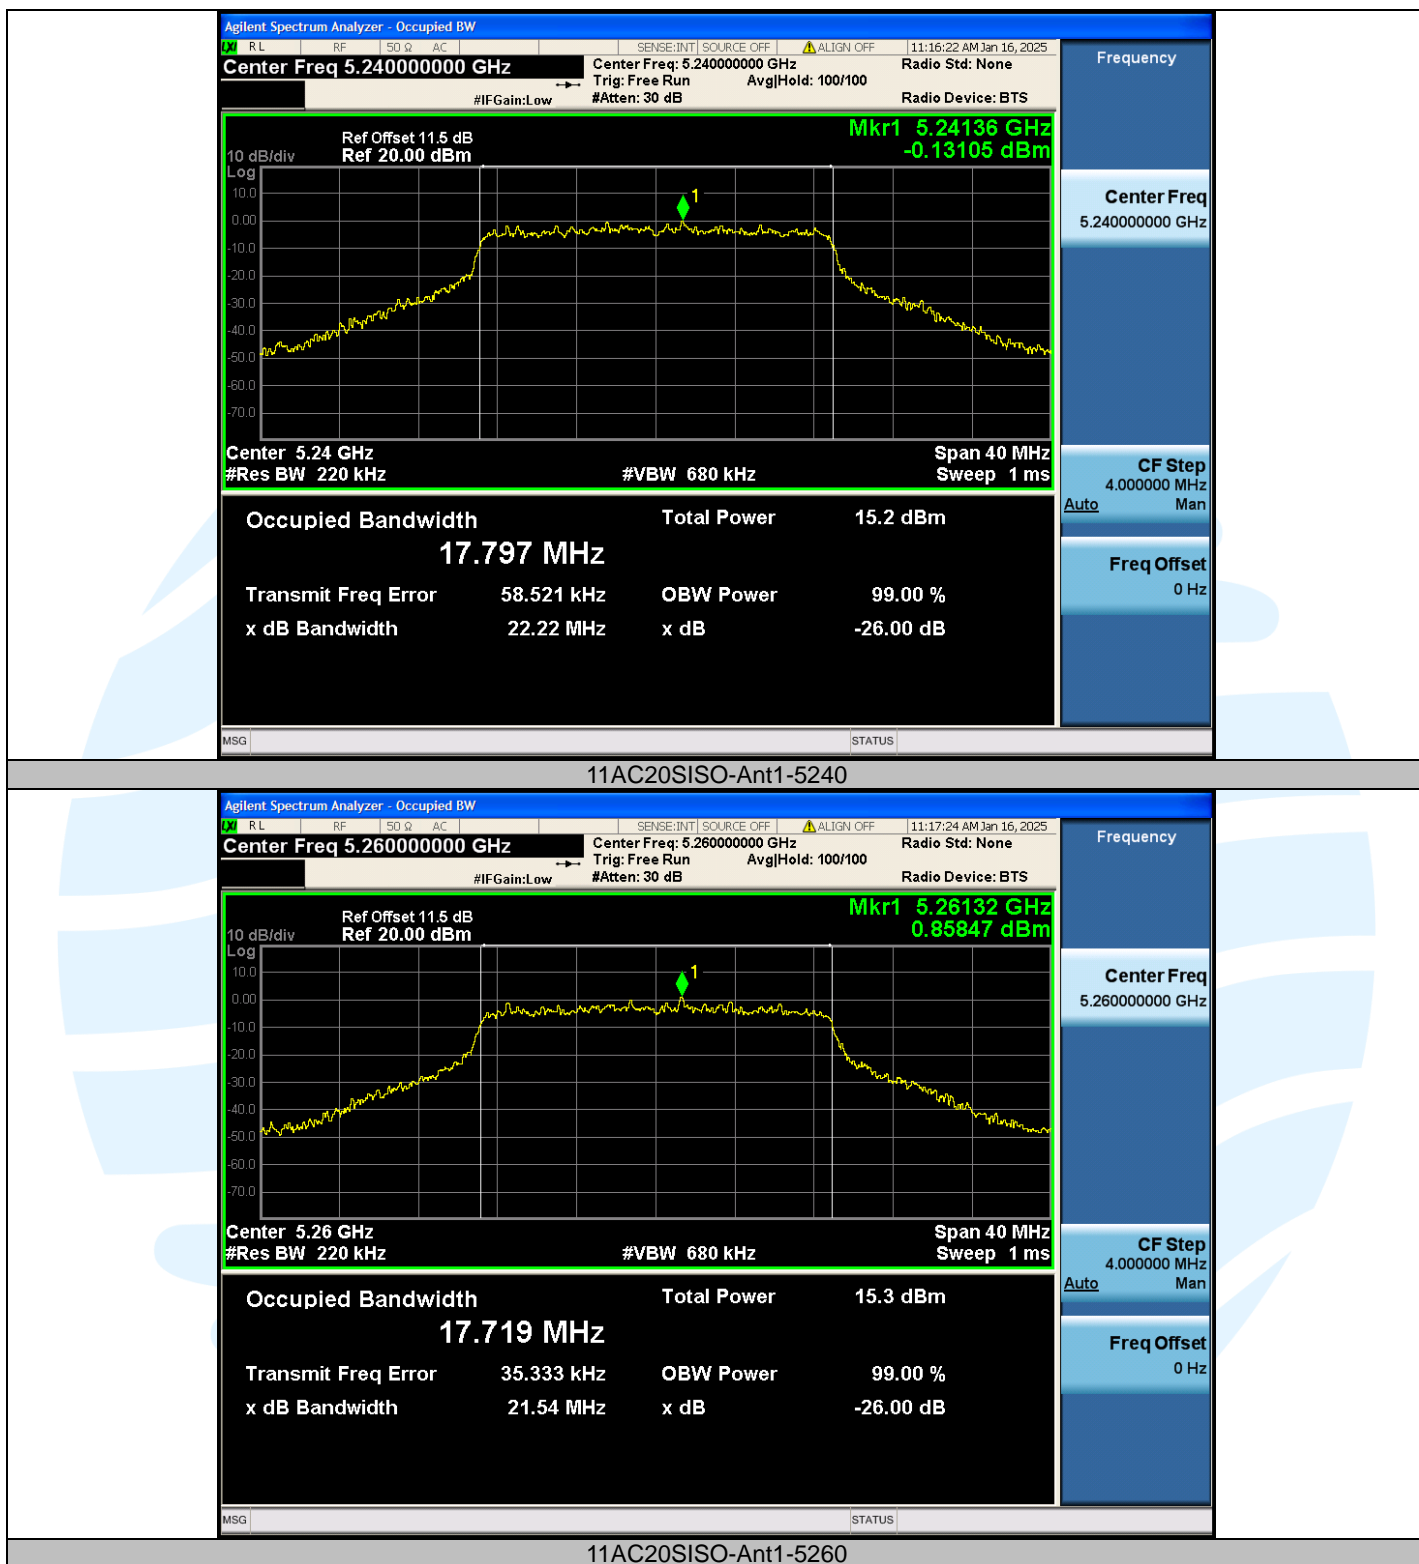 Agilent Spectrum Analyzer - Occupied BW
LXI RL RF 50 Ω AC SENSE:INT SOURCE OFF ALIGN OFF 11:16:22 AM Jan 16, 2025
Center Freq 5.240000000 GHz
Center Freq: 5.240000000 GHz
Radio Std: None
Trig: Free Run Avg|Hold: 100/100
#IFGain:Low
#Atten: 30 dB
Radio Device: BTS
Mkr1 5.24136 GHz
-0.13105 dBm
Ref Offset 11.5 dB
10 dB/div Ref 20.00 dBm
Log
10.0
0.00
-10.0
-20.0
-30.0
-40.0
-50.0
-60.0
-70.0
1
Center 5.24 GHz Span 40 MHz
#Res BW 220 kHz #VBW 680 kHz Sweep 1 ms
Occupied Bandwidth Total Power 15.2 dBm
17.797 MHz
Transmit Freq Error 58.521 kHz OBW Power 99.00 %
x dB Bandwidth 22.22 MHz x dB -26.00 dB
MSG STATUS
Frequency
Center Freq
5.240000000 GHz
CF Step
4.000000 MHz
Auto Man
Freq Offset
0 Hz
11AC20SISO-Ant1-5240
Agilent Spectrum Analyzer - Occupied BW
LXI RL RF 50 Ω AC SENSE:INT SOURCE OFF ALIGN OFF 11:17:24 AM Jan 16, 2025
Center Freq 5.260000000 GHz
Center Freq: 5.260000000 GHz
Radio Std: None
Trig: Free Run Avg|Hold: 100/100
#IFGain:Low
#Atten: 30 dB
Radio Device: BTS
Mkr1 5.26132 GHz
0.85847 dBm
Ref Offset 11.5 dB
10 dB/div Ref 20.00 dBm
Log
10.0
0.00
-10.0
-20.0
-30.0
-40.0
-50.0
-60.0
-70.0
1
Center 5.26 GHz Span 40 MHz
#Res BW 220 kHz #VBW 680 kHz Sweep 1 ms
Occupied Bandwidth Total Power 15.3 dBm
17.719 MHz
Transmit Freq Error 35.333 kHz OBW Power 99.00 %
x dB Bandwidth 21.54 MHz x dB -26.00 dB
MSG STATUS
Frequency
Center Freq
5.260000000 GHz
CF Step
4.000000 MHz
Auto Man
Freq Offset
0 Hz
11AC20SISO-Ant1-5260